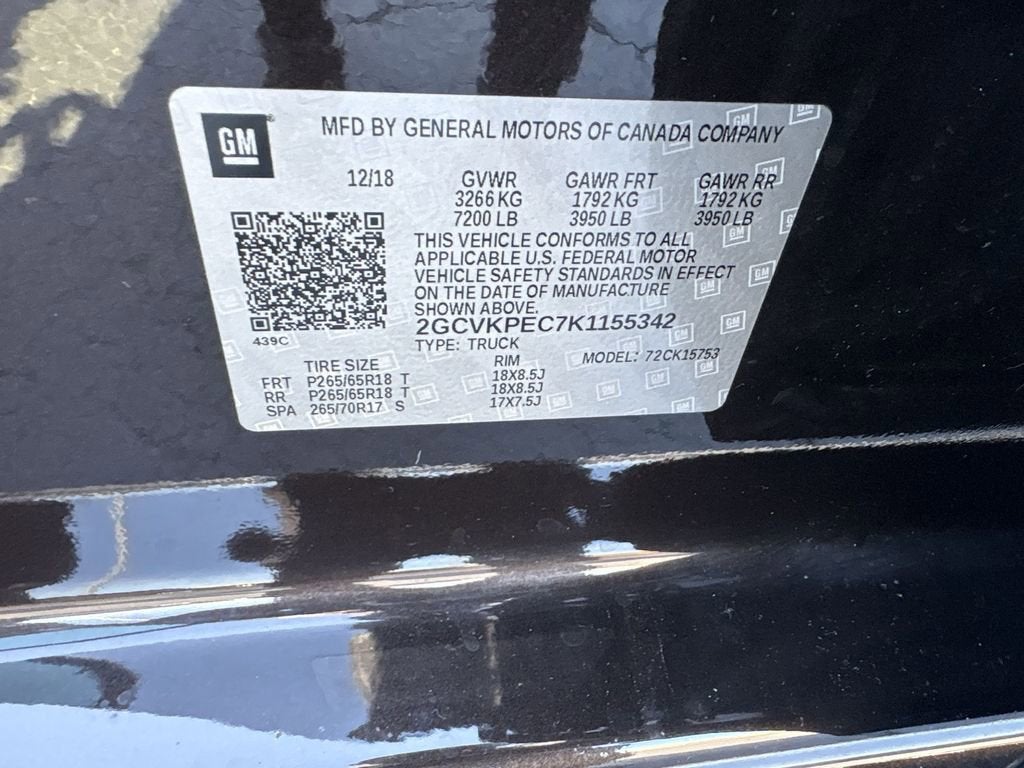 GM
MFD BY GENERAL MOTORS OF CANADA COMPANY
12/18 GVWR GAWR FRT GAWR RR
3266 KG 1792 KG 1792 KG
7200 LB 3950 LB 3950 LB
THIS VEHICLE CONFORMS TO ALL
APPLICABLE U.S. FEDERAL MOTOR
VEHICLE SAFETY STANDARDS IN EFFECT
ON THE DATE OF MANUFACTURE
SHOWN ABOVE.
2GCVKPEC7K1155342
439C
TYPE: TRUCK
TIRE SIZE RIM MODEL: 72CK15753
FRT P265/65R18 T 18X8.5J
RR P265/65R18 T 18X8.5J
SPA 265/70R17 S 17X7.5J